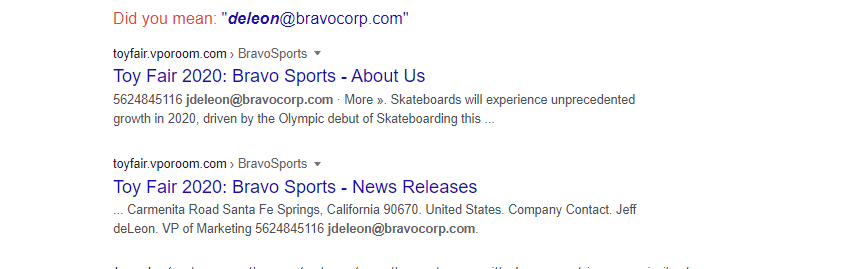 Did you mean: "deleon@bravocorp.com"
toyfair.vporoom.com › BravoSports
Toy Fair 2020: Bravo Sports - About Us
5624845116 jdeleon@bravocorp.com · More ». Skateboards will experience unprecedented
growth in 2020, driven by the Olympic debut of Skateboarding this ...
toyfair.vporoom.com › BravoSports
Toy Fair 2020: Bravo Sports - News Releases
... Carmenita Road Santa Fe Springs, California 90670. United States. Company Contact. Jeff
deLeon. VP of Marketing 5624845116 jdeleon@bravocorp.com.